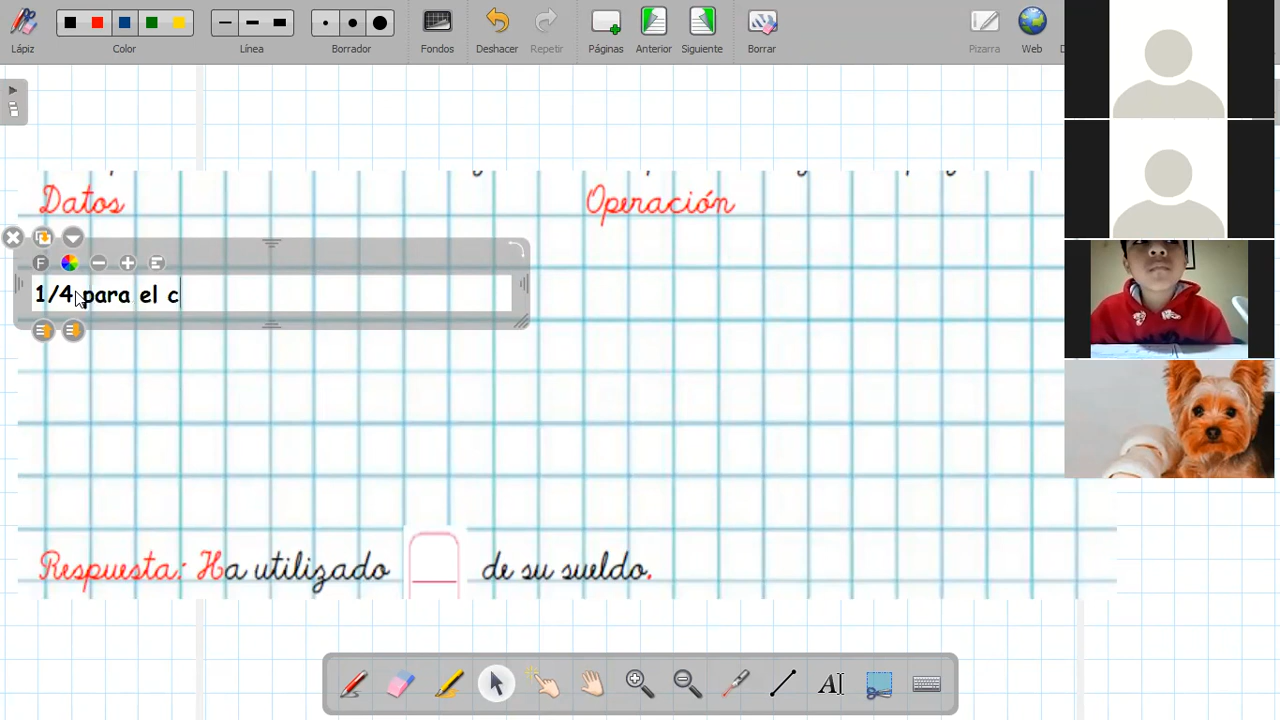 Lápiz Color Línea Borrador Fondos Deshacer Repetir Páginas Anterior Siguiente Borrar Pizarra Web
Datos Operación
F
1/4 para el c
Respuesta: Ha utilizado de su sueldo.
AI